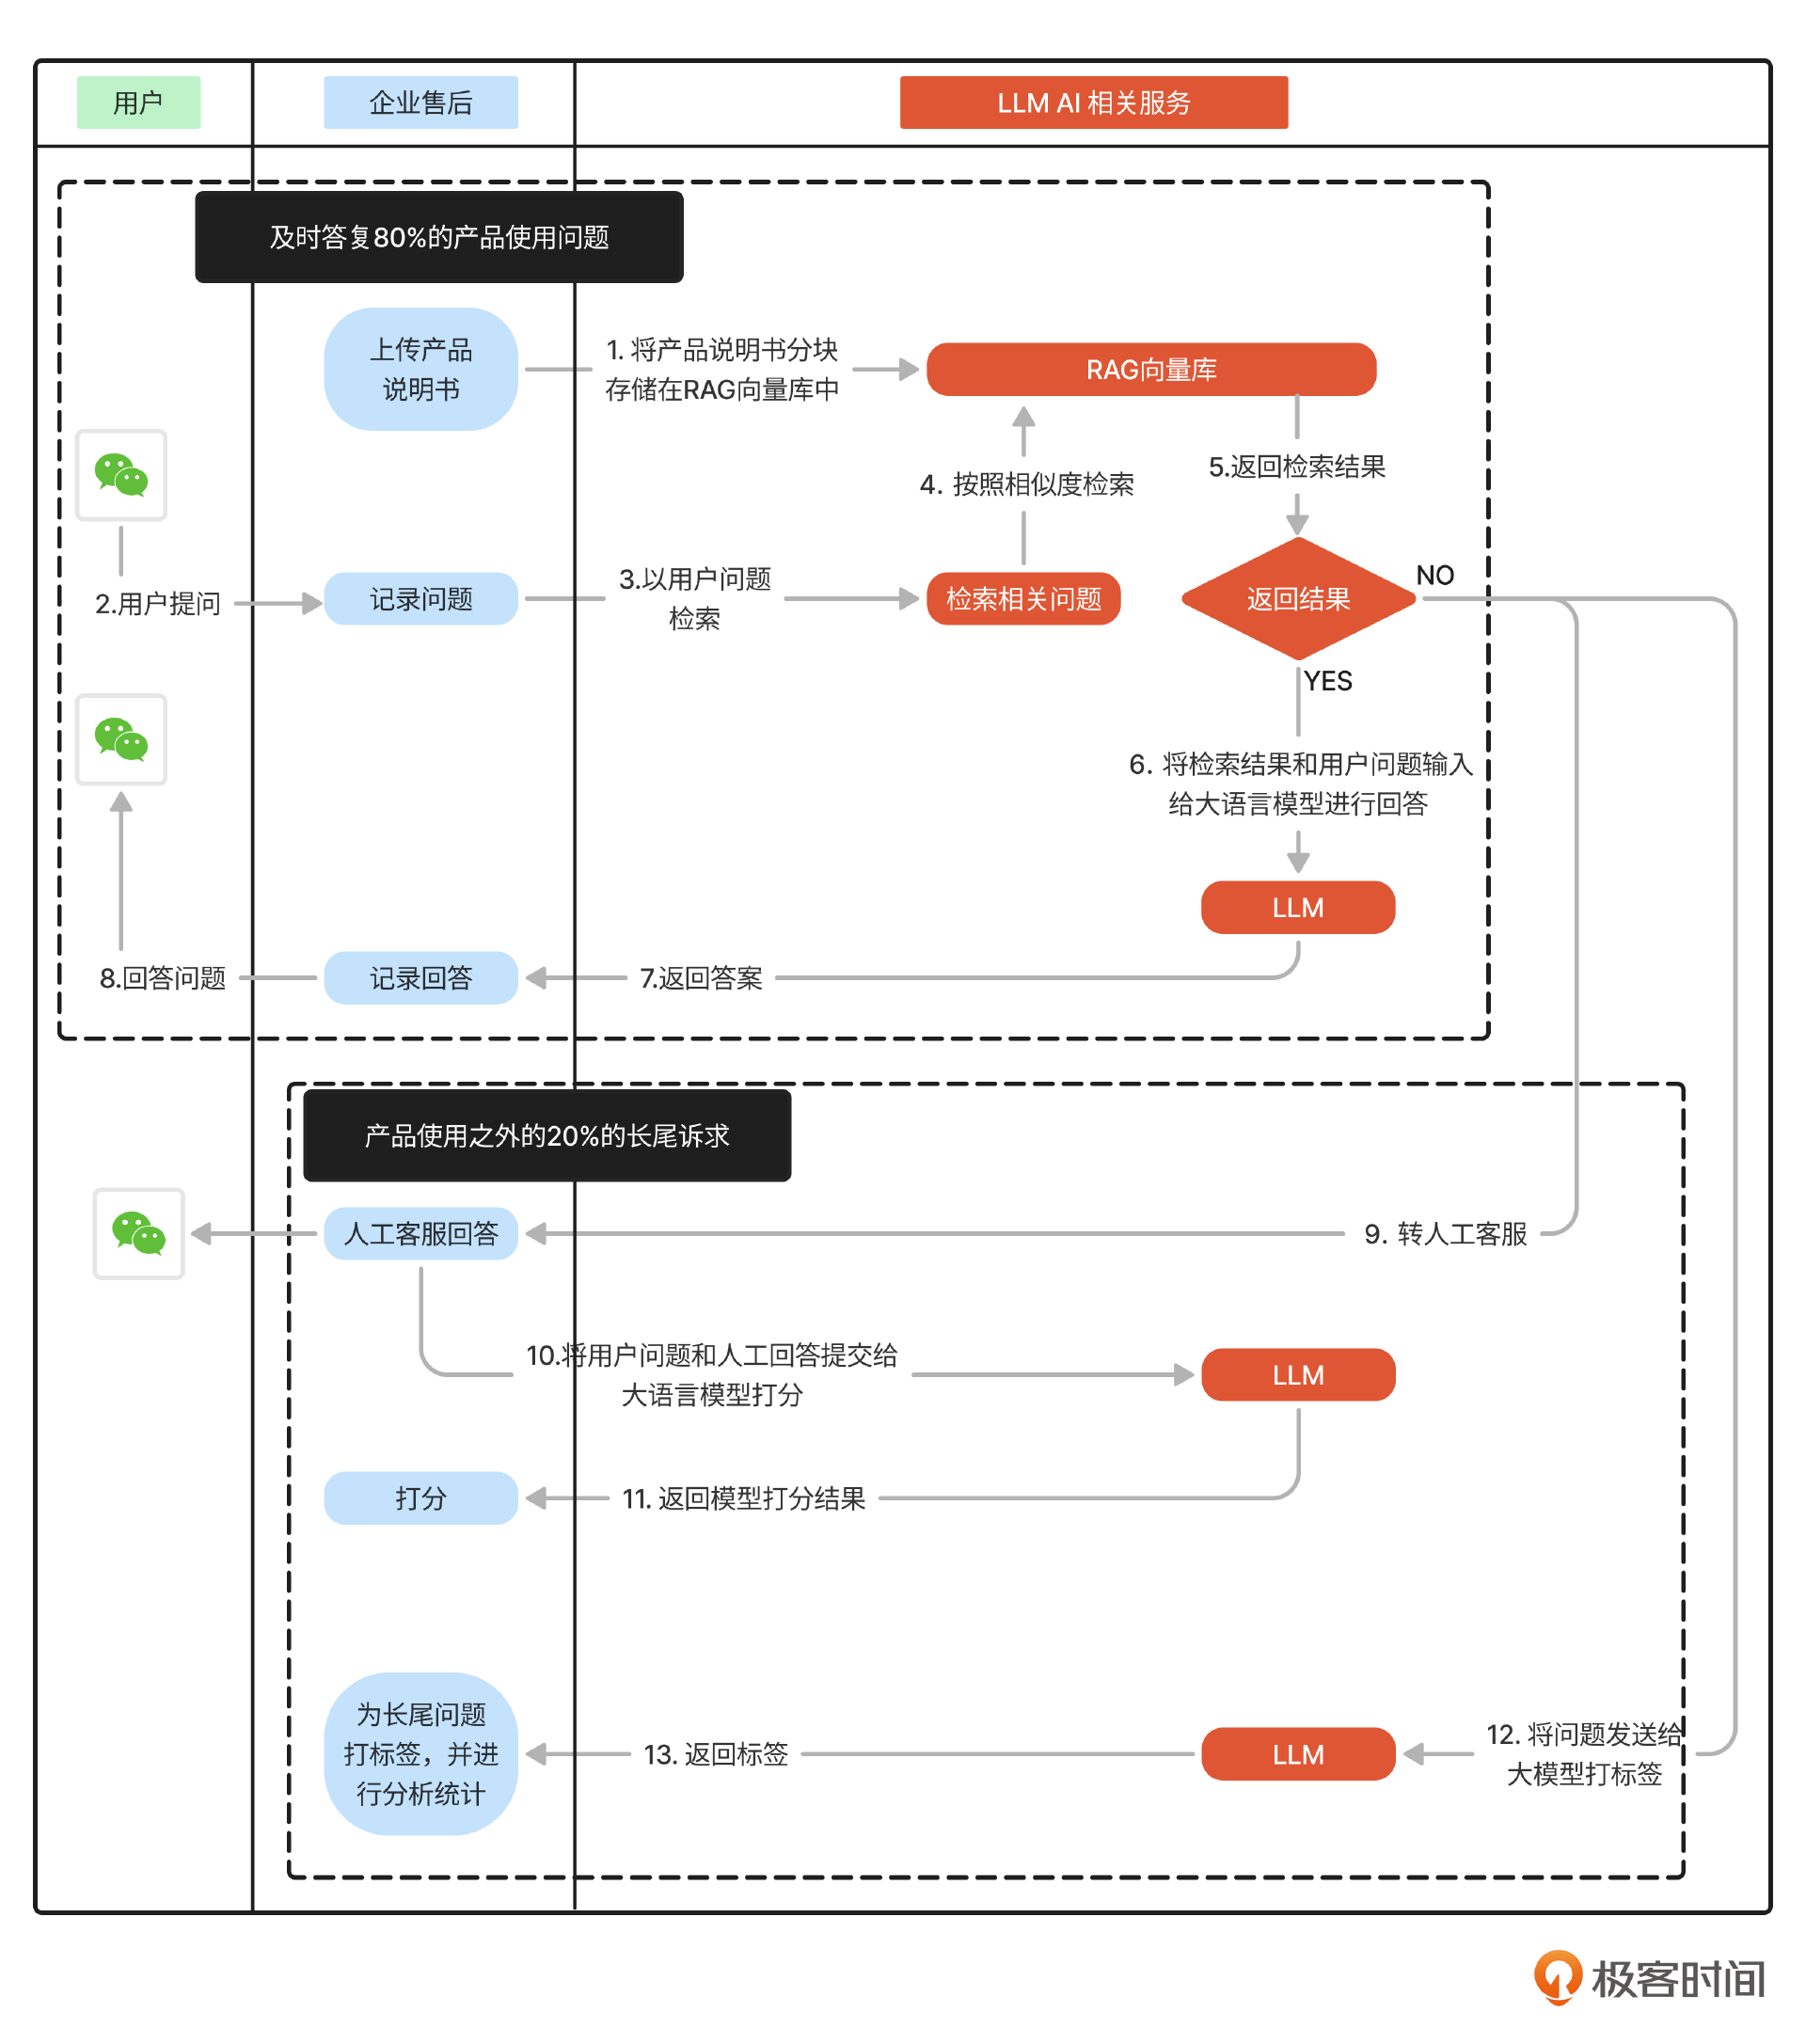 用户
企业售后
LLM AI 相关服务
及时答复80%的产品使用问题
上传产品
说明书
1. 将产品说明书分块
存储在RAG向量库中
RAG向量库
4. 按照相似度检索
5.返回检索结果
2.用户提问
记录问题
3.以用户问题
检索
检索相关问题
返回结果
NO
YES
6. 将检索结果和用户问题输入
给大语言模型进行回答
LLM
8.回答问题
记录回答
7.返回答案
产品使用之外的20%的长尾诉求
人工客服回答
9. 转人工客服
10.将用户问题和人工回答提交给
大语言模型打分
LLM
打分
11. 返回模型打分结果
为长尾问题
打标签，并进
行分析统计
13. 返回标签
LLM
12. 将问题发送给
大模型打标签
极客时间